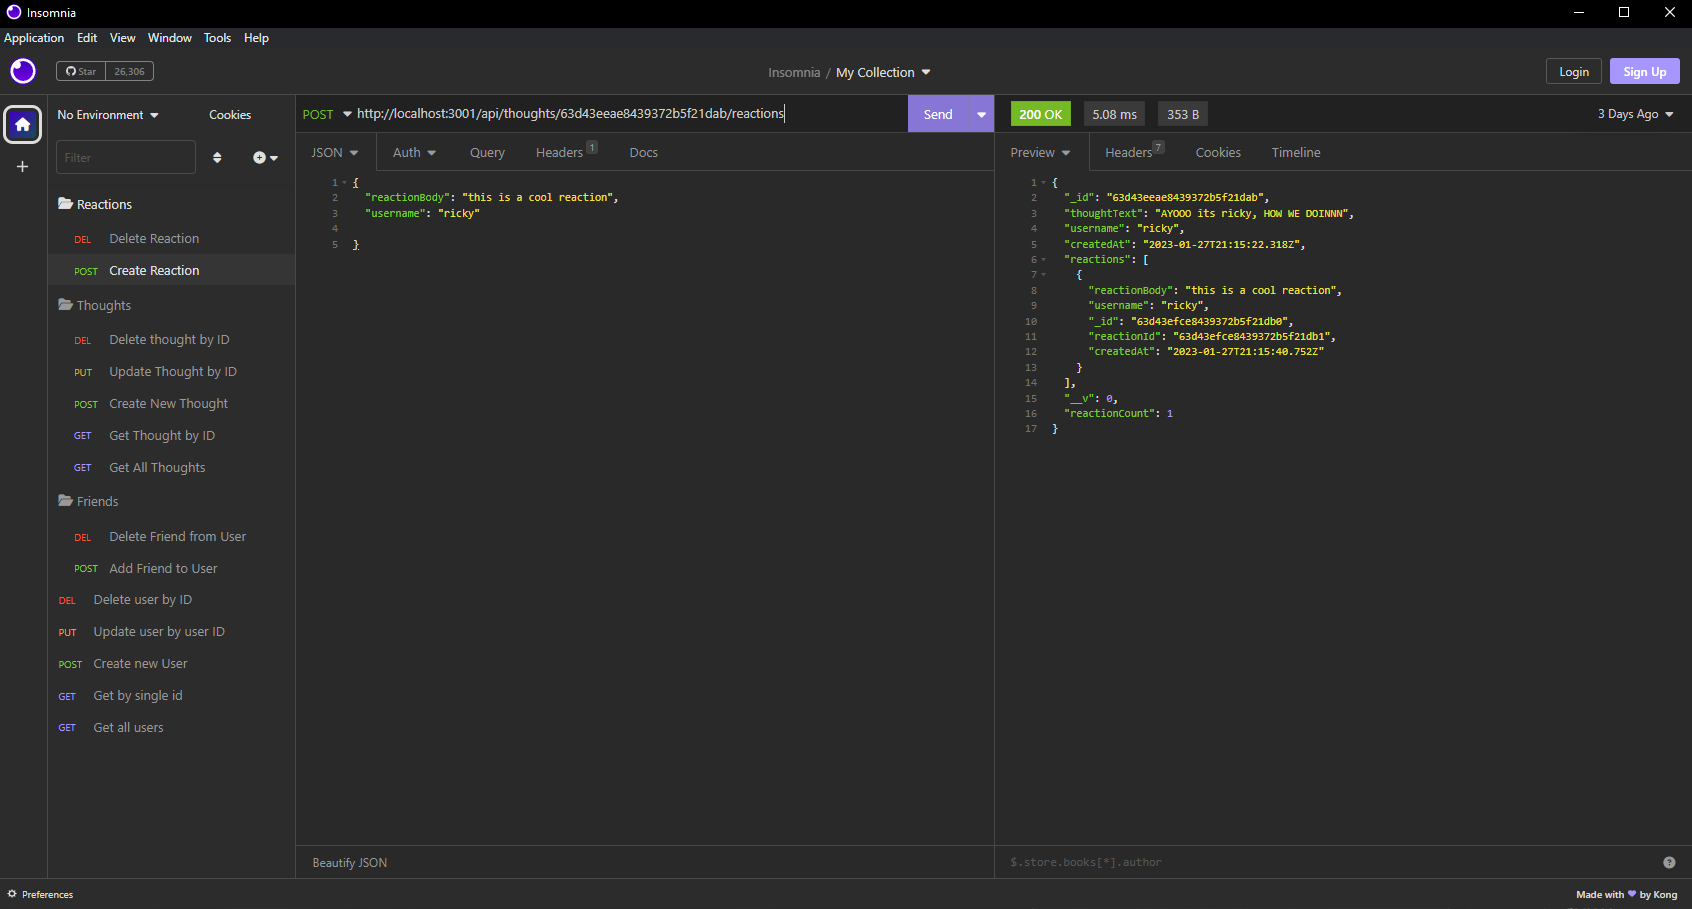 Insomnia
Application Edit View Window Tools Help
Star 26,306
Insomnia / My Collection
Login Sign Up
No Environment Cookies
Filter
Reactions
DEL Delete Reaction
POST Create Reaction
Thoughts
DEL Delete thought by ID
PUT Update Thought by ID
POST Create New Thought
GET Get Thought by ID
GET Get All Thoughts
Friends
DEL Delete Friend from User
POST Add Friend to User
DEL Delete user by ID
PUT Update user by user ID
POST Create new User
GET Get by single id
GET Get all users
POST http://localhost:3001/api/thoughts/63d43eeeae8439372b5f21dab/reactions Send
JSON Auth Query Headers 1 Docs
1 {
2 "reactionBody": "this is a cool reaction",
3 "username": "ricky"
4
5 }
Beautify JSON
200 OK 5.08 ms 353 B 3 Days Ago
Preview Headers 7 Cookies Timeline
1 {
2 "_id": "63d43eeeae8439372b5f21dab",
3 "thoughtText": "AYOOO its ricky, HOW WE DOINNN",
4 "username": "ricky",
5 "createdAt": "2023-01-27T21:15:22.318Z",
6 "reactions": [
7 {
8 "reactionBody": "this is a cool reaction",
9 "username": "ricky",
10 "_id": "63d43efce8439372b5f21db0",
11 "reactionId": "63d43efce8439372b5f21db1",
12 "createdAt": "2023-01-27T21:15:40.752Z"
13 }
14 ],
15 "__v": 0,
16 "reactionCount": 1
17 }
$.store.books[*].author ?
Preferences
Made with by Kong